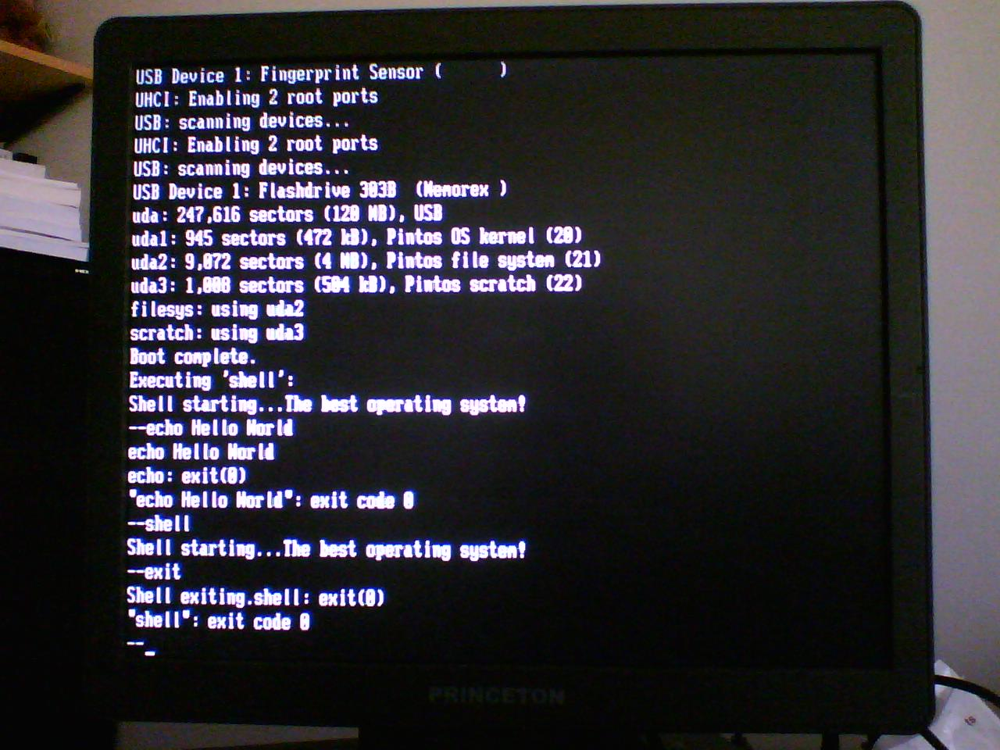 USB Device 1: Fingerprint Sensor (      )
UHCI: Enabling 2 root ports
USB: scanning devices...
UHCI: Enabling 2 root ports
USB: scanning devices...
USB Device 1: Flashdrive 303B  (Memorex )
uda: 247,616 sectors (120 MB), USB
uda1: 945 sectors (472 kB), Pintos OS kernel (20)
uda2: 9,072 sectors (4 MB), Pintos file system (21)
uda3: 1,008 sectors (504 kB), Pintos scratch (22)
filesys: using uda2
scratch: using uda3
Boot complete.
Executing 'shell':
Shell starting...The best operating system!
--echo Hello World
echo Hello World
echo: exit(0)
"echo Hello World": exit code 0
--shell
Shell starting...The best operating system!
--exit
Shell exiting.shell: exit(0)
"shell": exit code 0
--_
PRINCETON